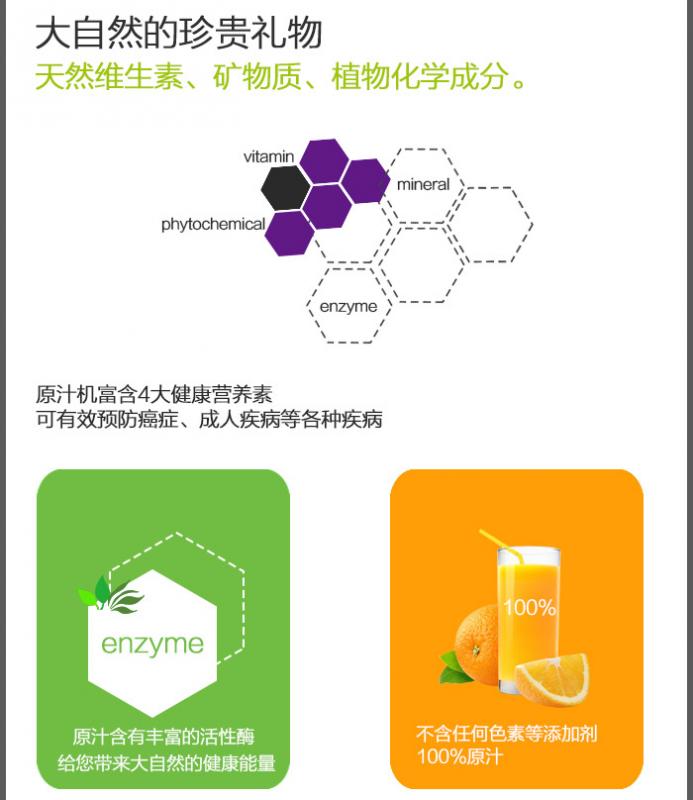 大自然的珍贵礼物
天然维生素、矿物质、植物化学成分。
vitamin
mineral
phytochemical
enzyme
原汁机富含4大健康营养素
可有效预防癌症、成人疾病等各种疾病
enzyme
原汁含有丰富的活性酶
给您带来大自然的健康能量
100%
不含任何色素等添加剂
100%原汁